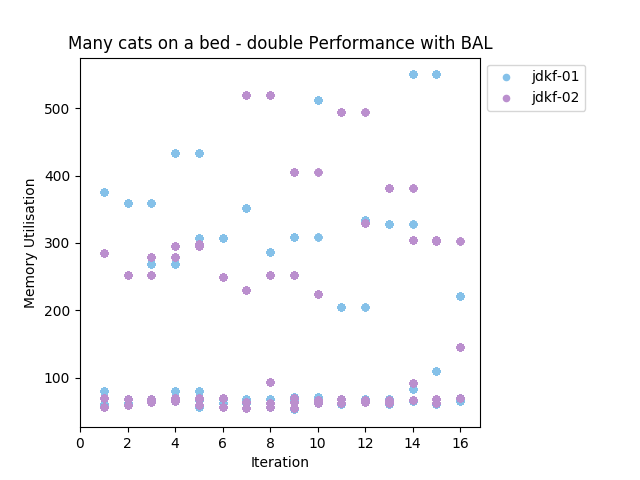 Many cats on a bed - double Performance with BAL
jdkf-01
jdkf-02
500
400
300
200
100
Memory Utilisation
0 2 4 6 8 10 12 14 16
Iteration